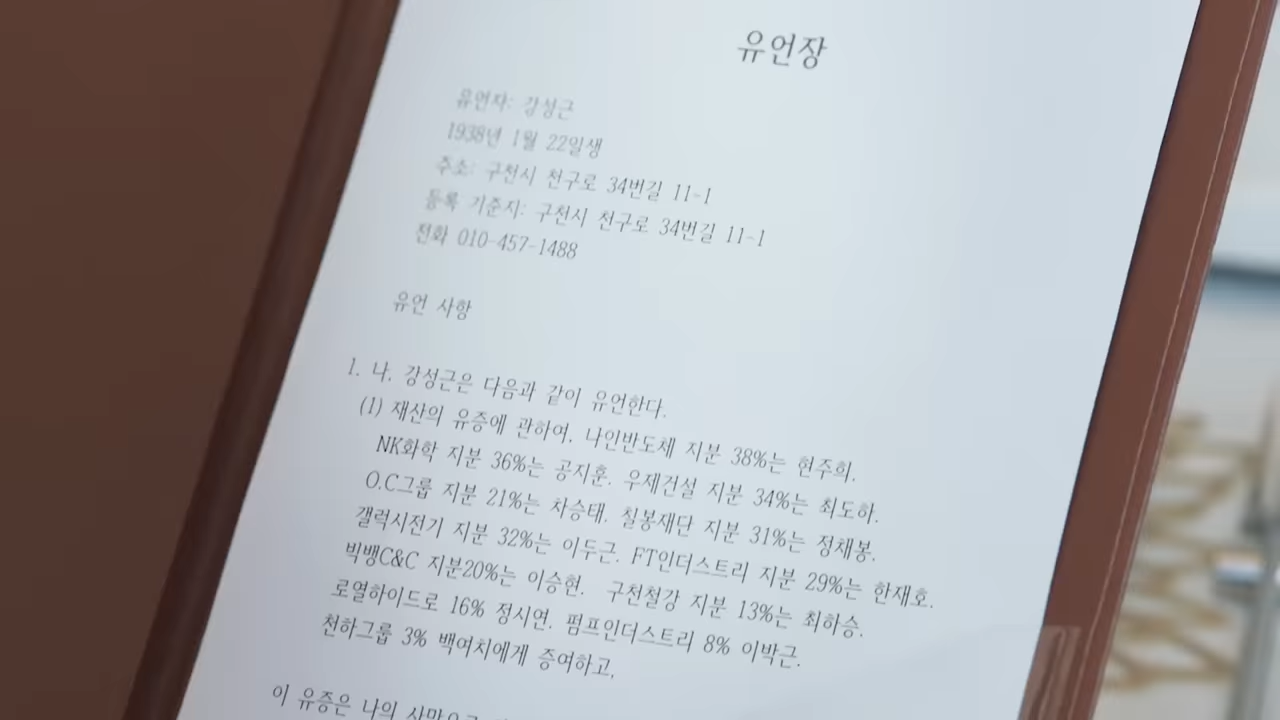 유언장
유언자: 강성근
1938년 1월 22일생
주소: 구천시 천구로 34번길 11-1
등록 기준지: 구천시 천구로 34번길 11-1
전화 010-457-1488
유언 사항
1. 나. 강성근은 다음과 같이 유언한다.
(1) 재산의 유증에 관하여. 나인반도체 지분 38%는 현주희.
NK화학 지분 36%는 공지훈. 우제건설 지분 34%는 최도하.
O.C그룹 지분 21%는 차승태. 칠봉재단 지분 31%는 정채봉.
갤럭시전기 지분 32%는 이두근. FT인더스트리 지분 29%는 한재호.
빅뱅C&C 지분20%는 이승현. 구천철강 지분 13%는 최하승.
로열하이드로 16% 정시연. 펌프인더스트리 8% 이박근.
천하그룹 3% 백여치에게 증여하고,
이 유증은 나의 사망으로